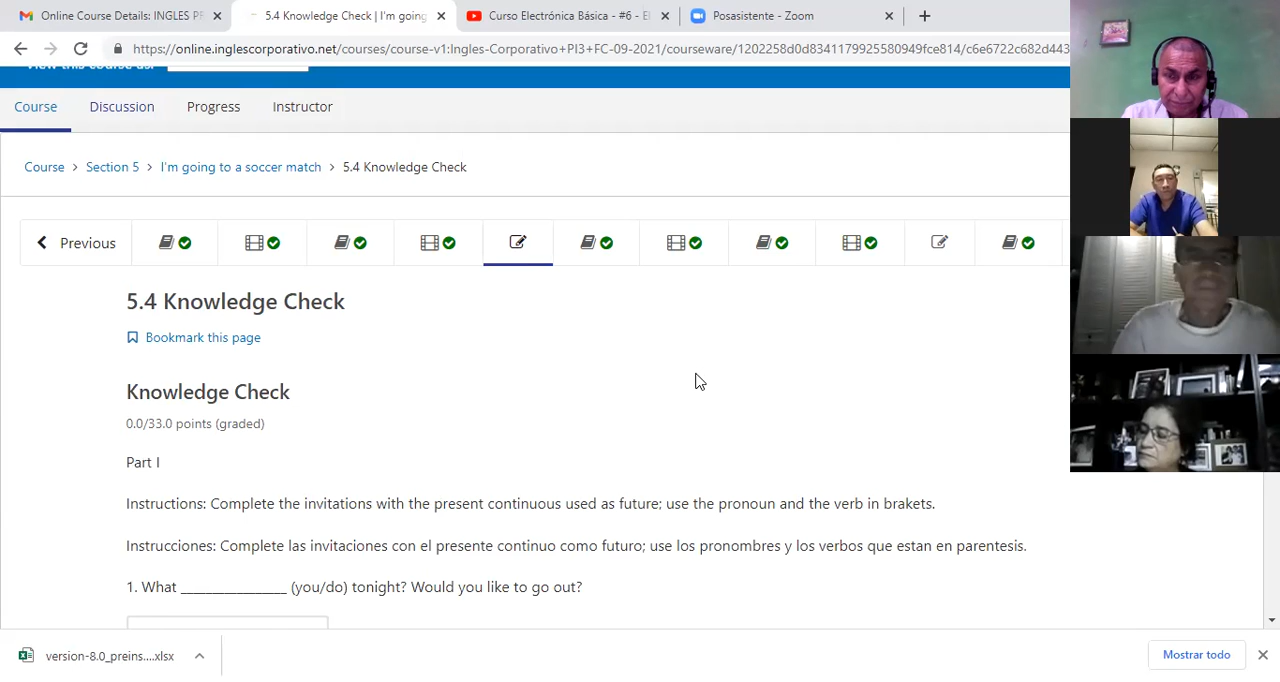 Online Course Details: INGLES PR
5.4 Knowledge Check | I'm going
Curso Electrónica Básica - #6 - El
Posasistente - Zoom
https://online.inglescorporativo.net/courses/course-v1:Ingles-Corporativo+PI3+FC-09-2021/courseware/1202258d0d8341179925580949fce814/c6e6722c682d443
View this course as:
Course Discussion Progress Instructor
Course > Section 5 > I'm going to a soccer match > 5.4 Knowledge Check
Previous
5.4 Knowledge Check
Bookmark this page
Knowledge Check
0.0/33.0 points (graded)
Part I
Instructions: Complete the invitations with the present continuous used as future; use the pronoun and the verb in brakets.
Instrucciones: Complete las invitaciones con el presente continuo como futuro; use los pronombres y los verbos que estan en parentesis.
1. What ________________ (you/do) tonight? Would you like to go out?
version-8.0_preins....xlsx
Mostrar todo